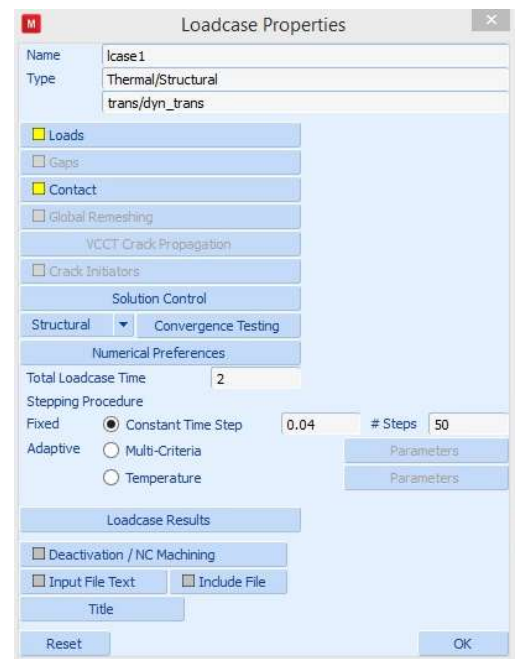 M Loadcase Properties ×
Name lcase1
Type Thermal/Structural
trans/dyn_trans
Loads
Gaps
Contact
Global Remeshing
VCCT Crack Propagation
Crack Initiators
Solution Control
Structural Convergence Testing
Numerical Preferences
Total Loadcase Time 2
Stepping Procedure
Fixed Constant Time Step 0.04 # Steps 50
Adaptive Multi-Criteria Parameters
Temperature Parameters
Loadcase Results
Deactivation / NC Machining
Input File Text Include File
Title
Reset OK